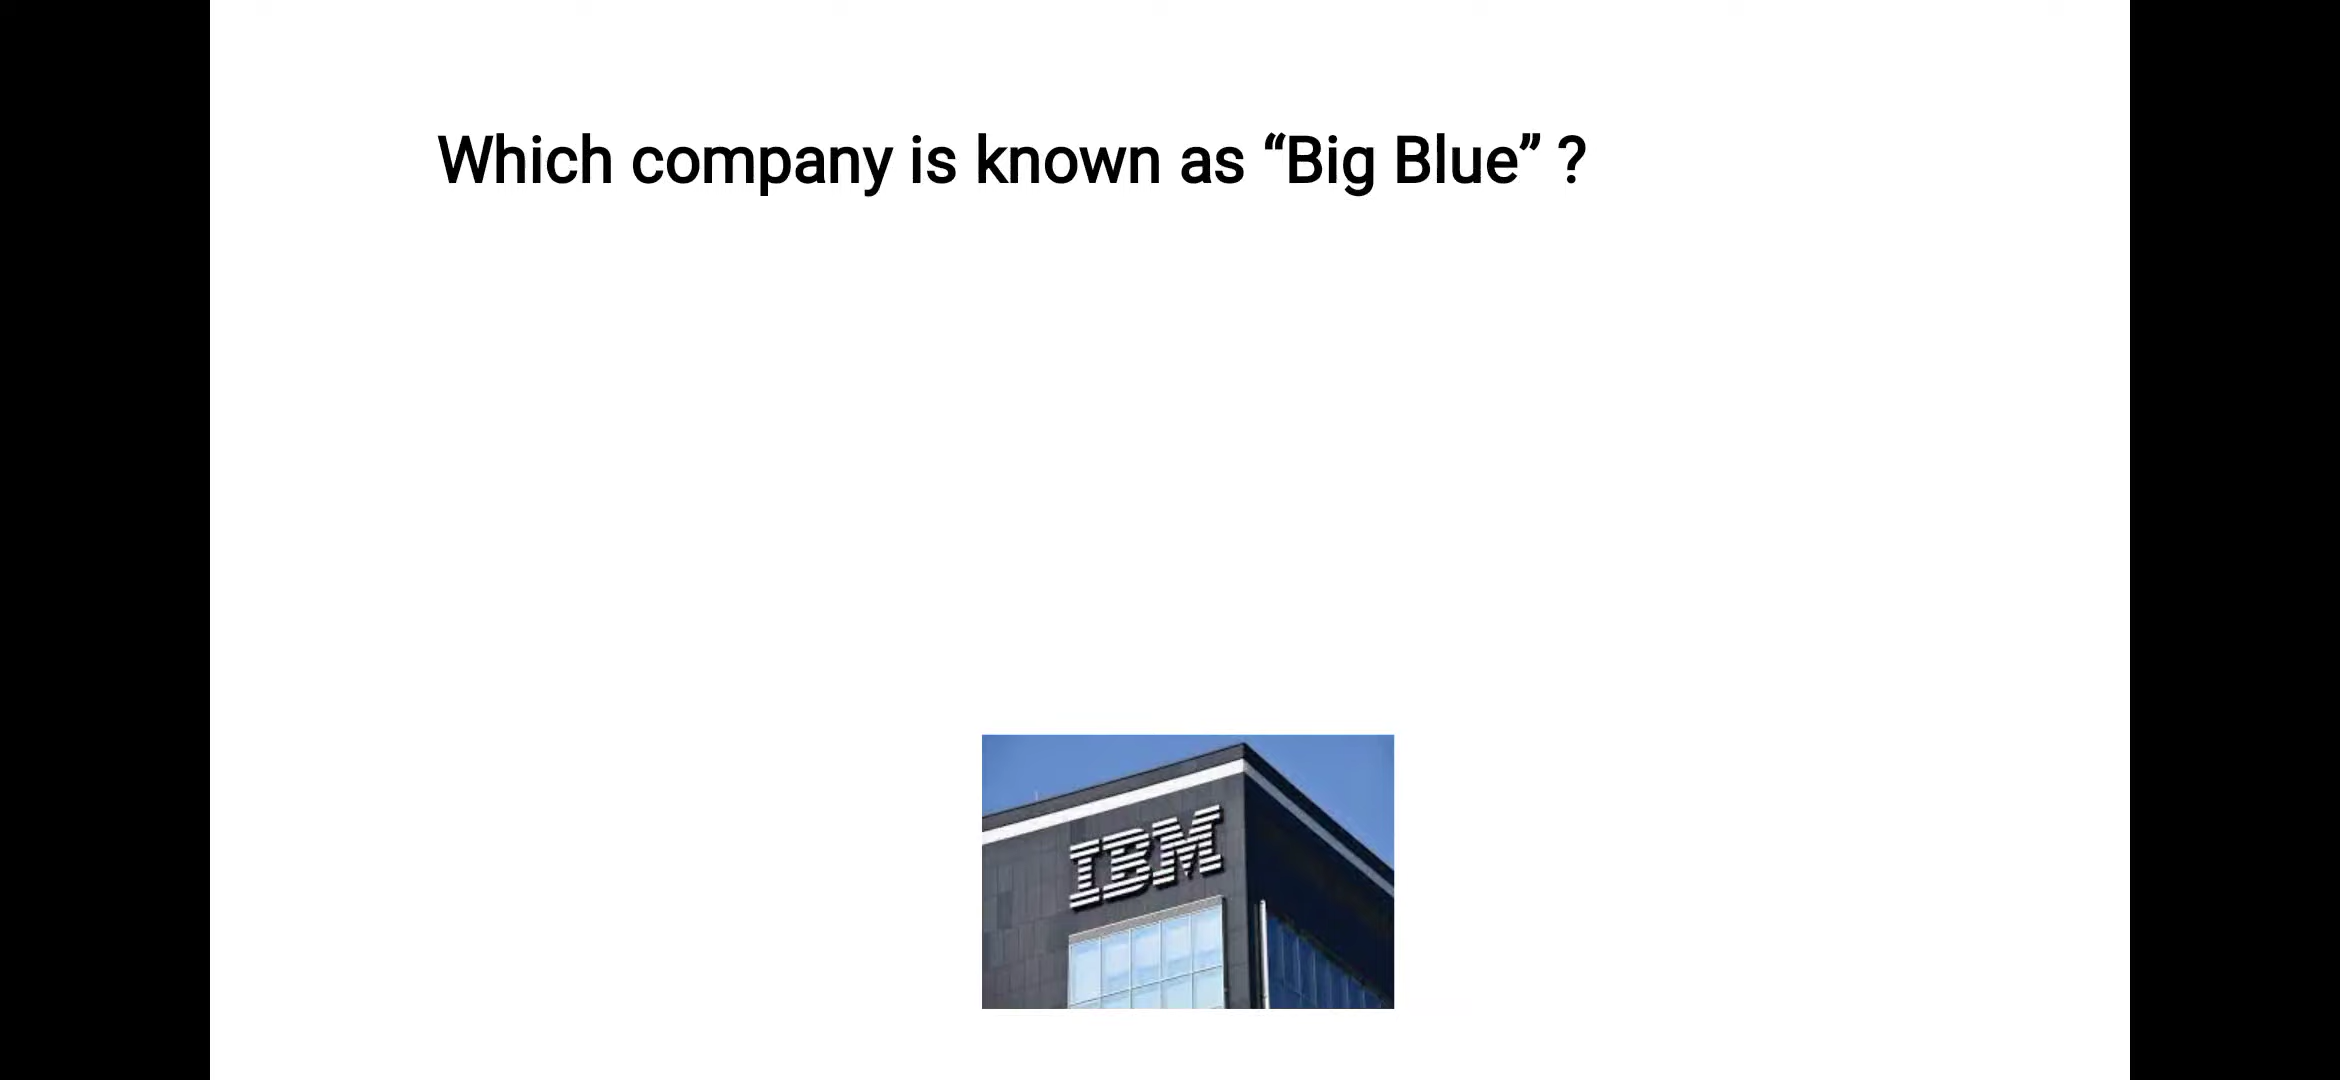 Which company is known as “Big Blue” ?
IBM